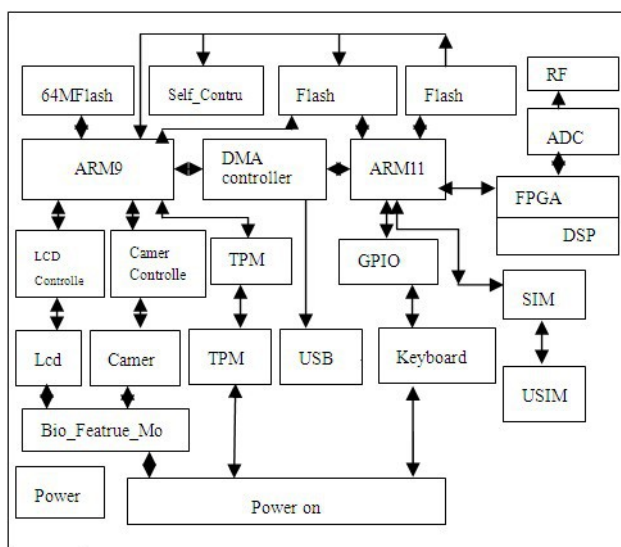 64MFlash
Self_Contru
Flash
Flash
RF
ADC
ARM9
DMA
controller
ARM11
FPGA
DSP
LCD
Controlle
Camer
Controlle
TPM
GPIO
SIM
Lcd
Camer
TPM
USB
Keyboard
USIM
Bio_Featrue_Mo
Power
Power on